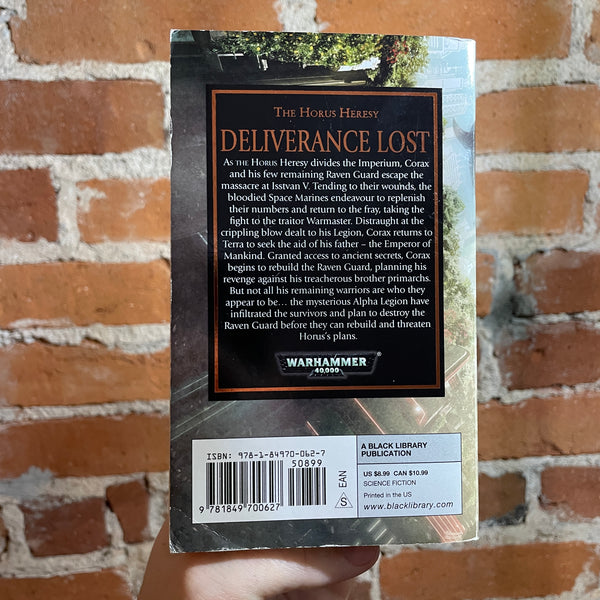 THE HORUS HERESY
DELIVERANCE LOST
AS THE HORUS Heresy divides the Imperium, Corax
and his few remaining Raven Guard escape the
massacre at Isstvan V. Tending to their wounds, the
bloodied Space Marines endeavour to replenish
their numbers and return to the fray, taking the
fight to the traitor Warmaster. Distraught at the
crippling blow dealt to his Legion, Corax returns to
Terra to seek the aid of his father – the Emperor of
Mankind. Granted access to ancient secrets, Corax
begins to rebuild the Raven Guard, planning his
revenge against his treacherous brother primarchs.
But not all his remaining warriors are who they
appear to be... the mysterious Alpha Legion have
infiltrated the survivors and plan to destroy the
Raven Guard before they can rebuild and threaten
Horus's plans.
WARHAMMER®
40,000
ISBN: 978-1-84970-062-7
50899
9 781849 700627
S EAN
A BLACK LIBRARY
PUBLICATION
US $8.99 CAN $10.99
SCIENCE FICTION
Printed in the US
www.blacklibrary.com